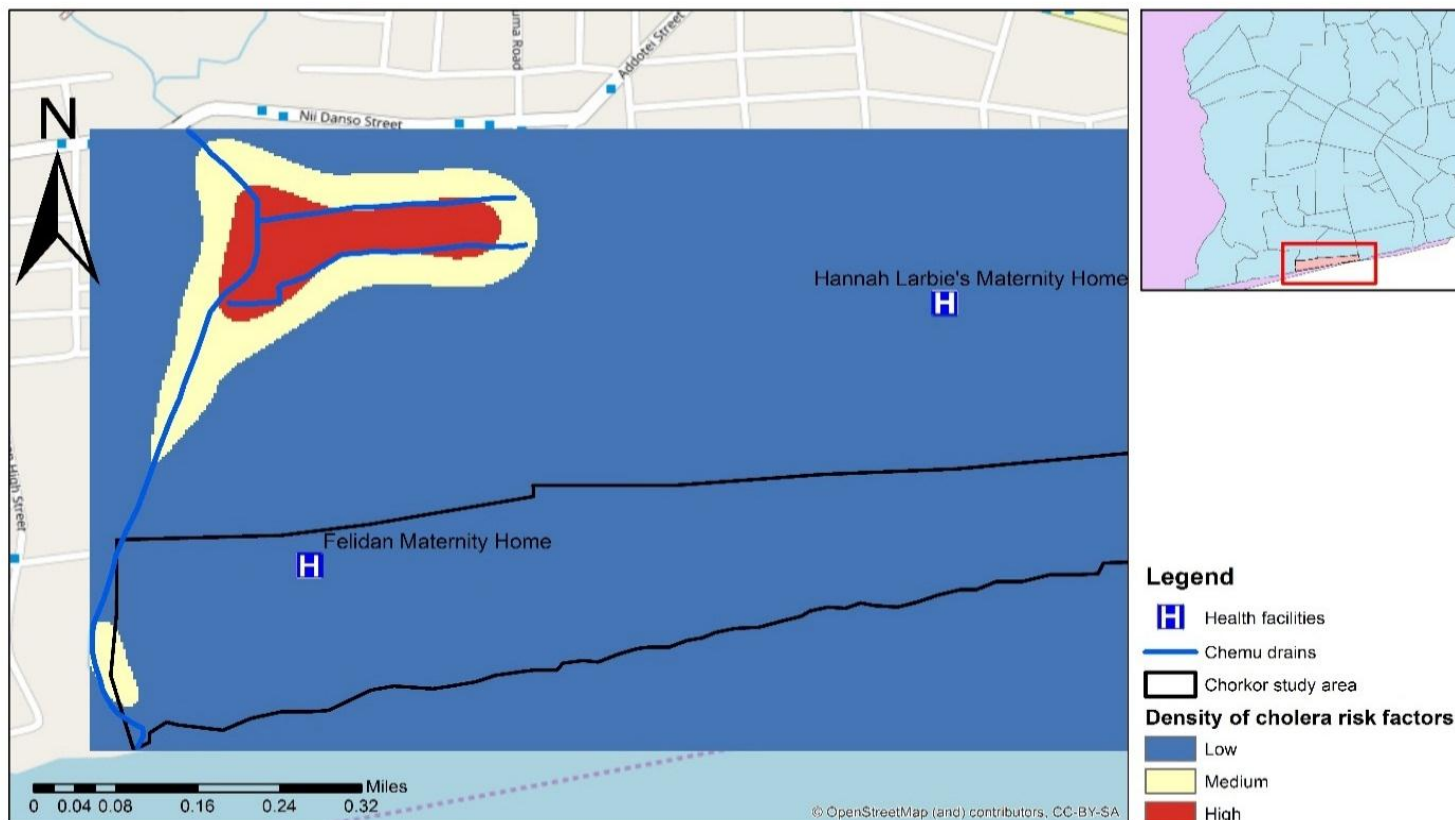 uma Road
Addotei Street
Nii Danso Street
N
Hannah Larbie's Maternity Home
H
High Street
Felidan Maternity Home
H
Miles
0 0.04 0.08 0.16 0.24 0.32
© OpenStreetMap (and) contributors, CC-BY-SA
Legend
H Health facilities
Chemu drains
Chorkor study area
Density of cholera risk factors
Low
Medium
High